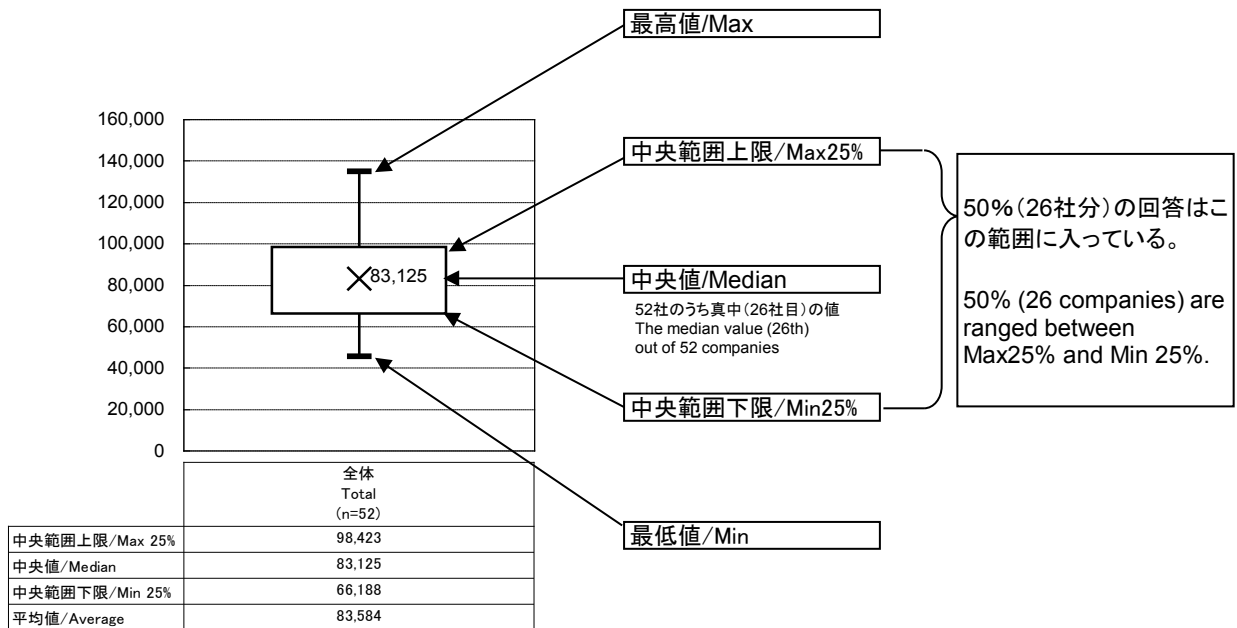 最高値/Max
160,000
140,000
120,000
100,000
80,000
60,000
40,000
20,000
0
83,125
中央範囲上限/Max25%
中央値/Median
52社のうち真中(26社目)の値
The median value (26th)
out of 52 companies
中央範囲下限/Min25%
最低値/Min
50%(26社分)の回答はこ
の範囲に入っている。
50% (26 companies) are
ranged between
Max25% and Min 25%.
全体
Total
(n=52)
中央範囲上限/Max 25% 98,423
中央値/Median 83,125
中央範囲下限/Min 25% 66,188
平均値/Average 83,584